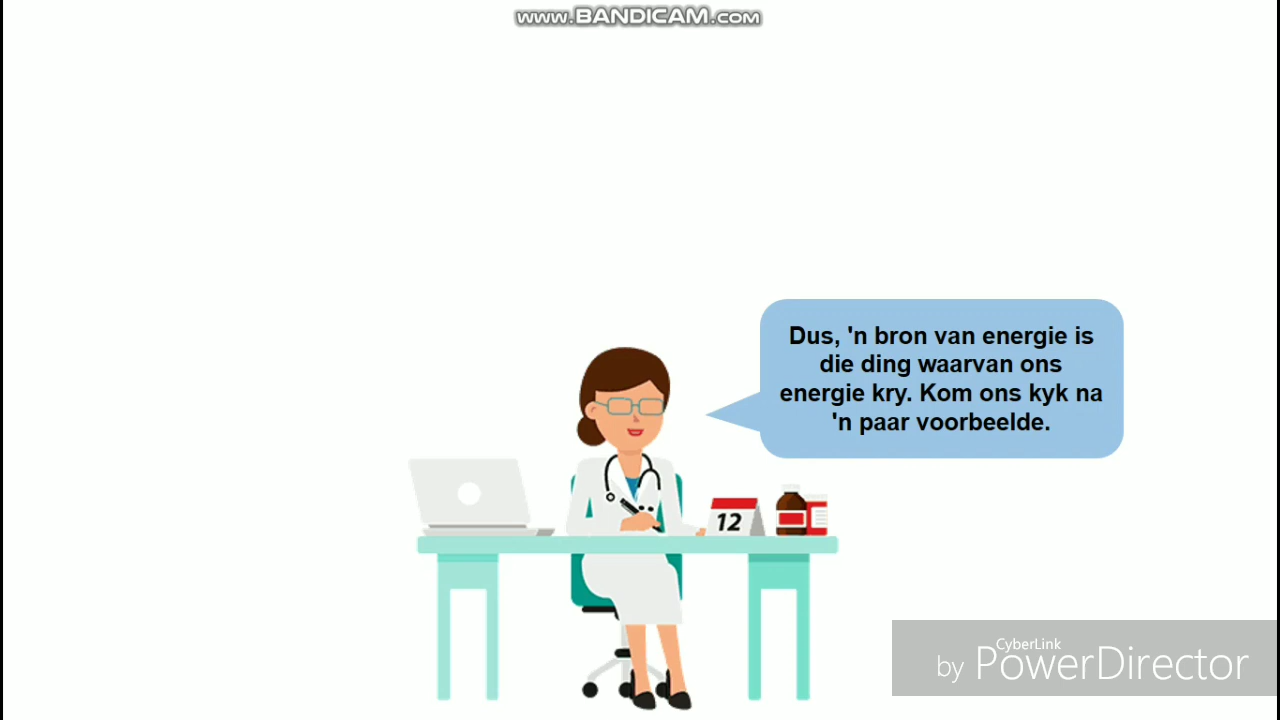 www.BANDICAM.com
Dus, 'n bron van energie is
die ding waarvan ons
energie kry. Kom ons kyk na
'n paar voorbeelde.
12
CyberLink
by PowerDirector